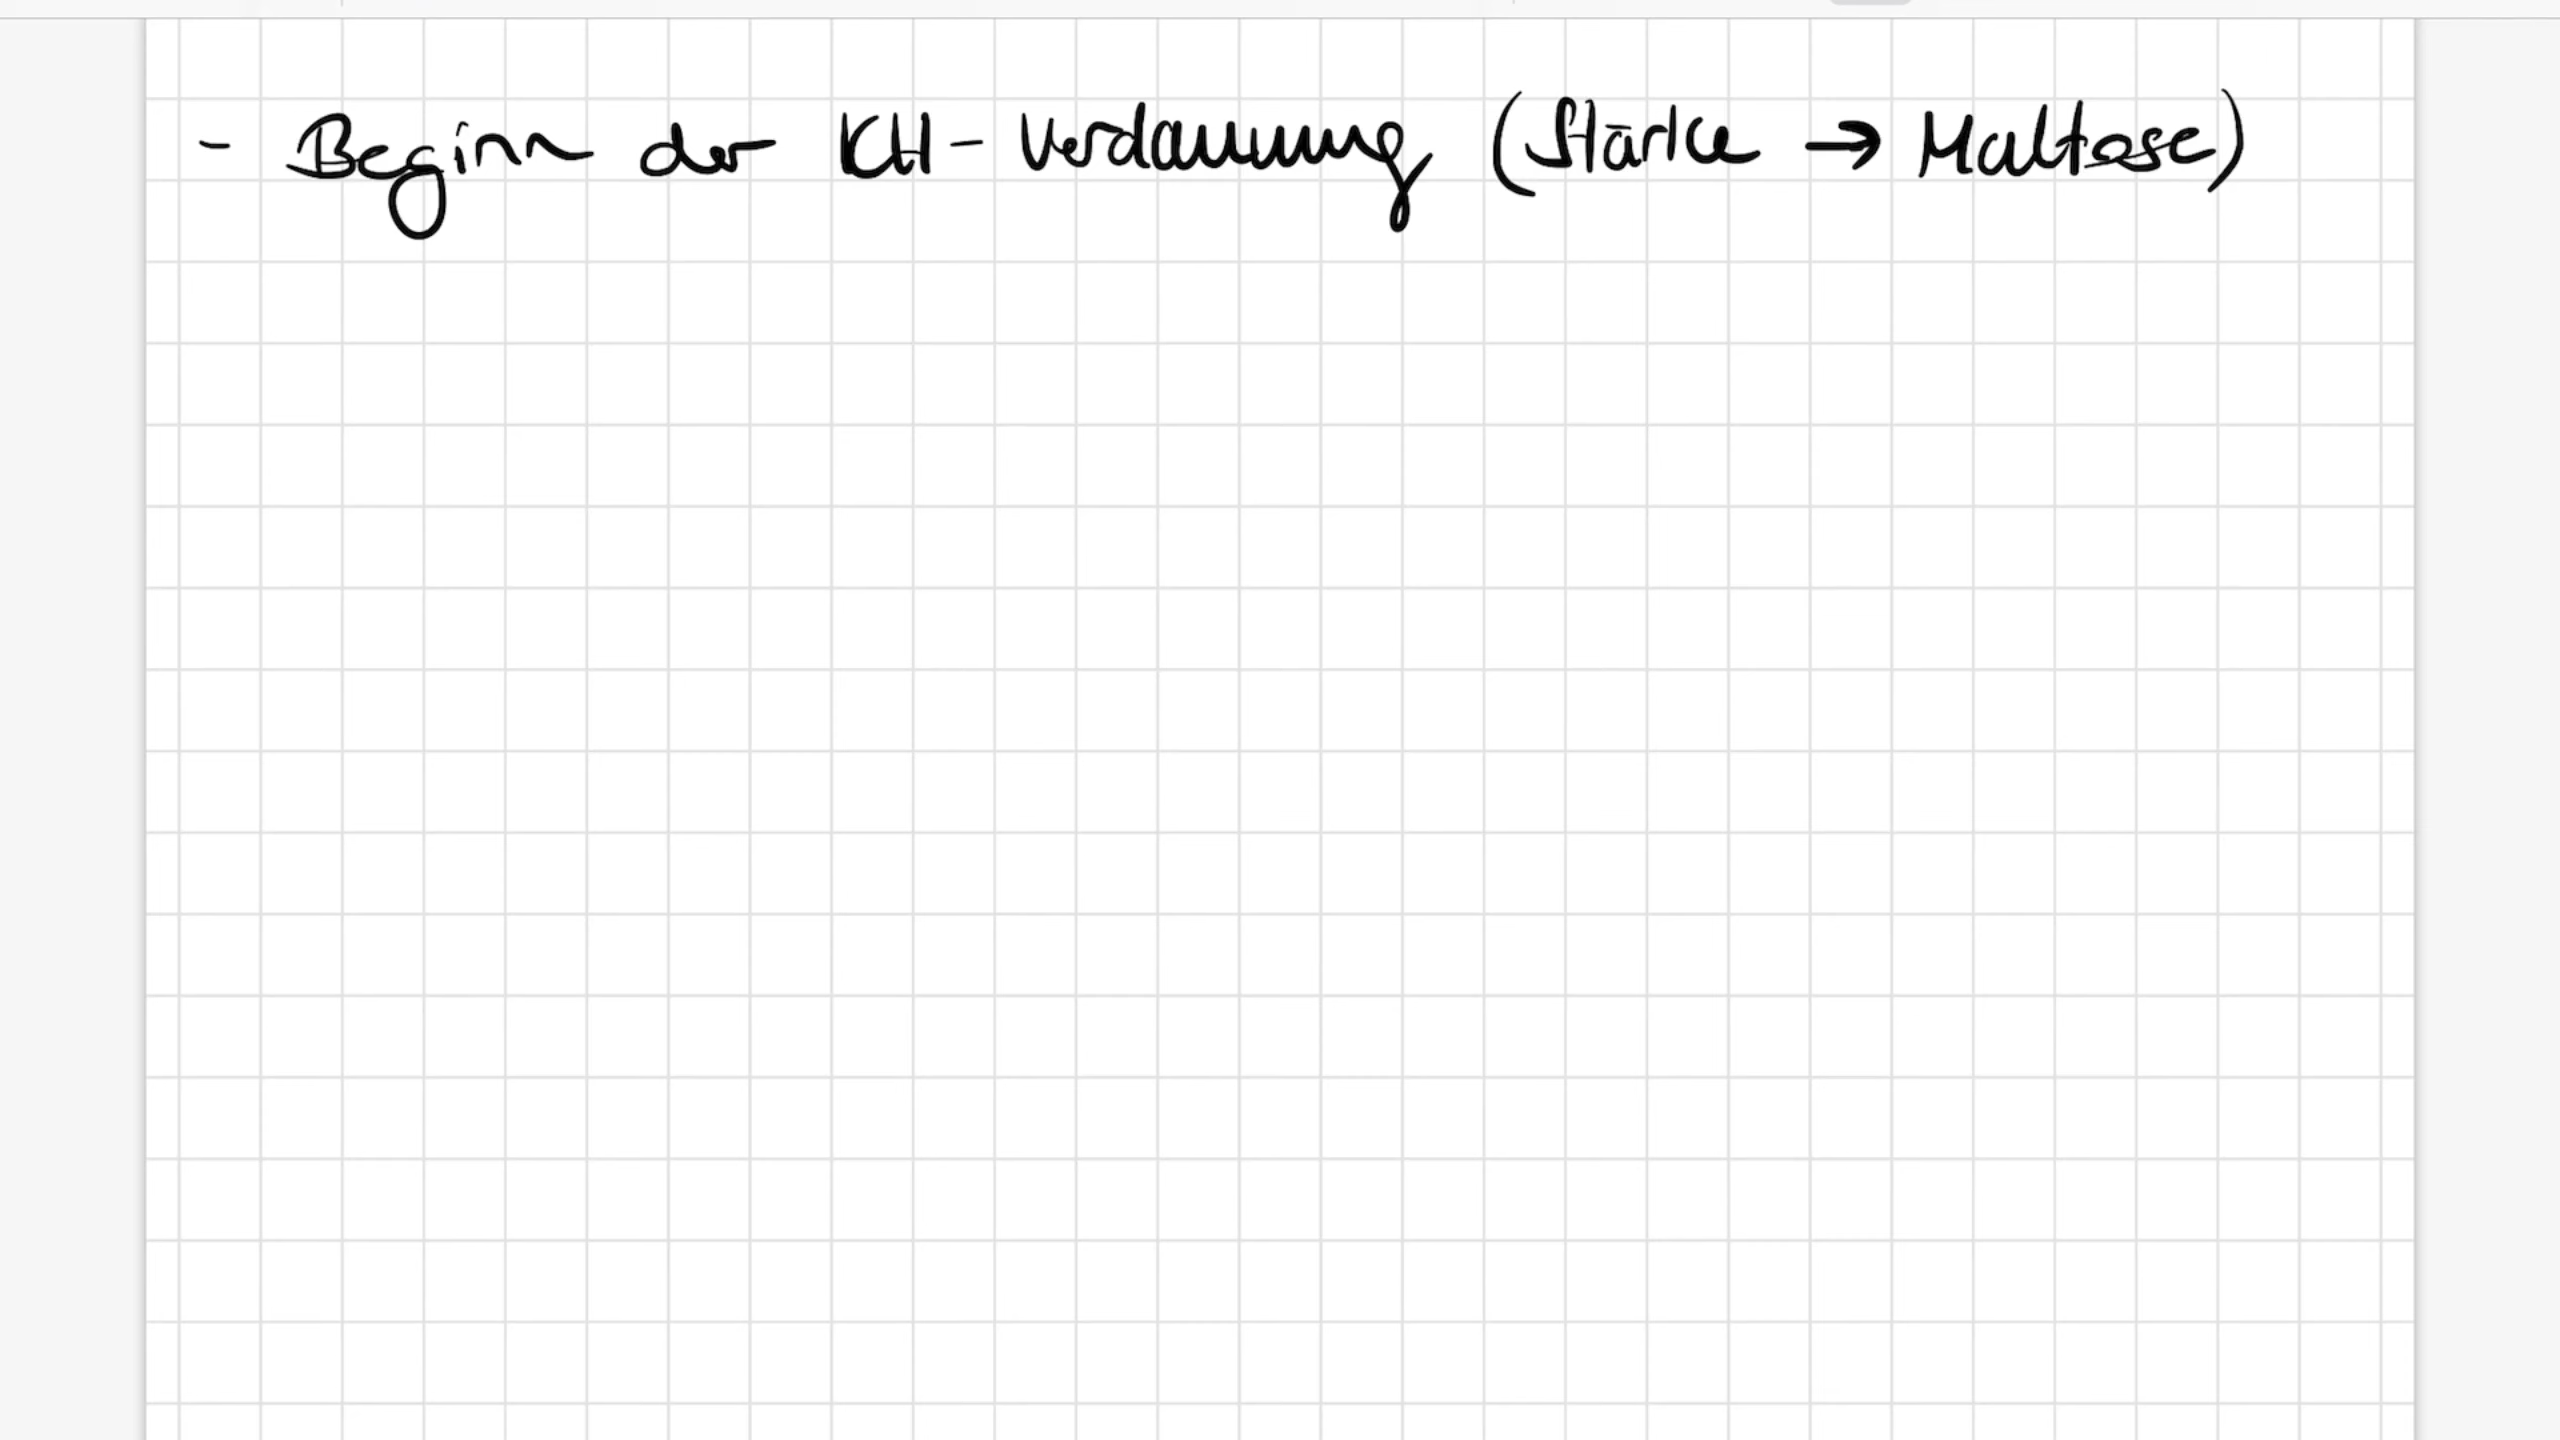 - Beginn der KH-Verdauung (Stärke → Maltose)